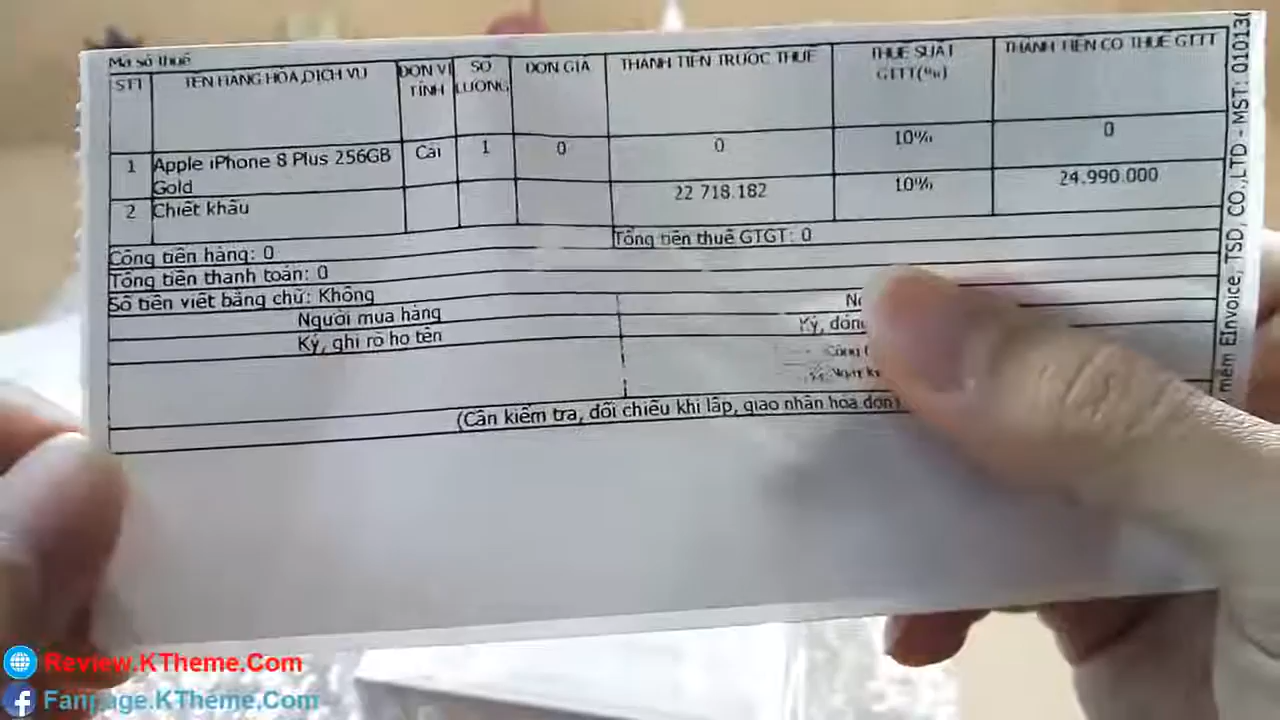 Mã số thuế
STT TÊN HÀNG HÓA,DỊCH VỤ ĐƠN VỊ TÍNH SỐ LƯỢNG ĐƠN GIÁ THÀNH TIỀN TRƯỚC THUẾ THUẾ SUẤT GTTT(%) THÀNH TIỀN CÓ THUẾ GTTT
1 Apple iPhone 8 Plus 256GB Gold Cái 1 0 0 10% 0
2 Chiết khấu 22 718.182 10% 24.990.000
Cộng tiền hàng: 0 Tổng tiền thuế GTGT: 0
Tổng tiền thanh toán: 0
Số tiền viết bằng chữ: Không
Người mua hàng
Ký, ghi rõ họ tên Ký, đóng
(Cần kiểm tra, đối chiếu khi lập, giao nhận hóa đơn)
mềm EInvoice, TSD CO.,LTD - MST: 01013
Review.KTheme.Com
Fanpage.KTheme.Com